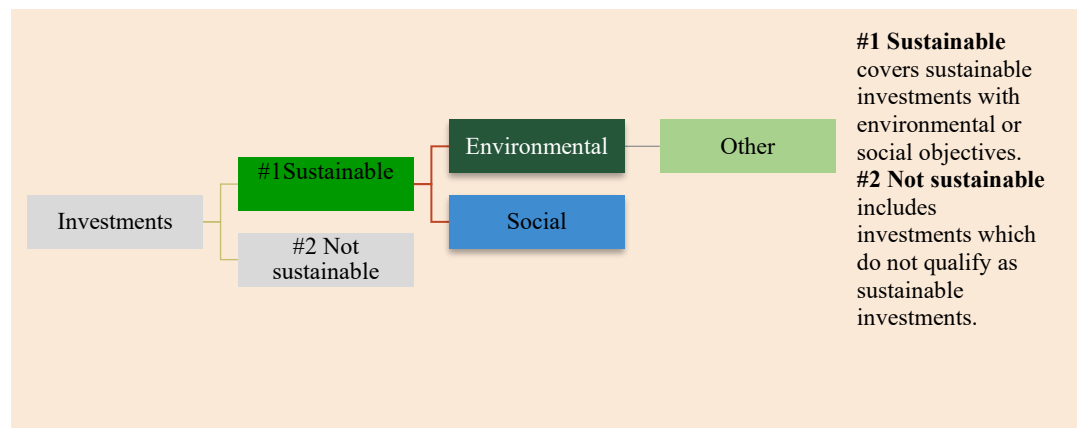 Investments
#1Sustainable
#2 Not
sustainable
Environmental
Social
Other
#1 Sustainable
covers sustainable
investments with
environmental or
social objectives.
#2 Not sustainable
includes
investments which
do not qualify as
sustainable
investments.